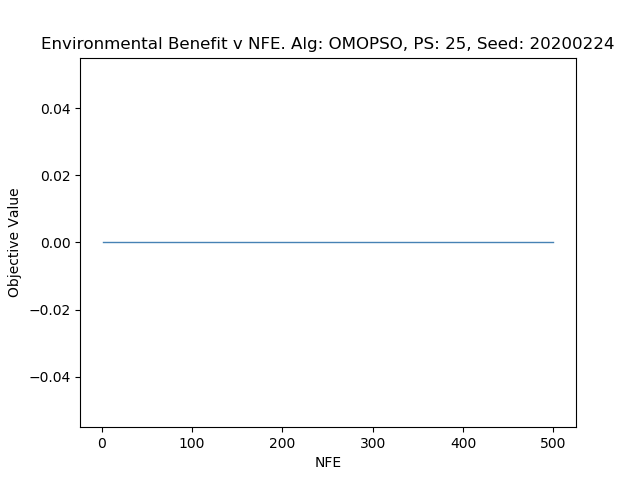 Environmental Benefit v NFE. Alg: OMOPSO, PS: 25, Seed: 20200224
0.04
0.02
0.00
−0.02
−0.04
Objective Value
0 100 200 300 400 500
NFE